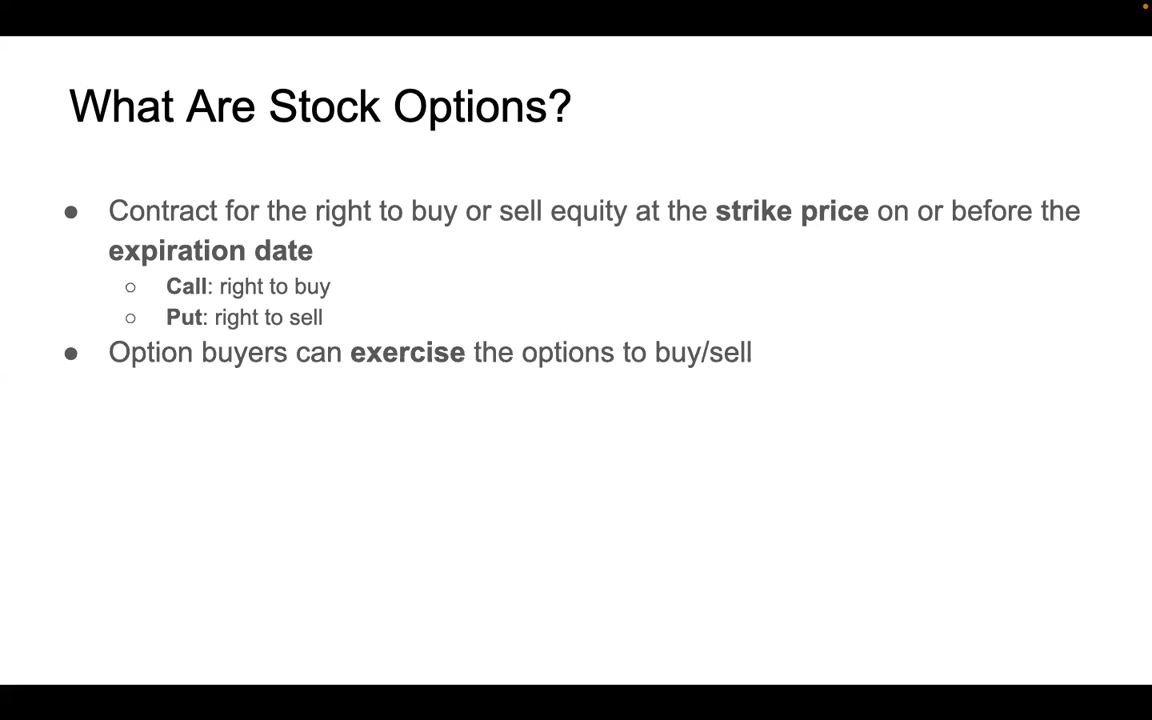 What Are Stock Options?
● Contract for the right to buy or sell equity at the strike price on or before the
expiration date
○ Call: right to buy
○ Put: right to sell
● Option buyers can exercise the options to buy/sell